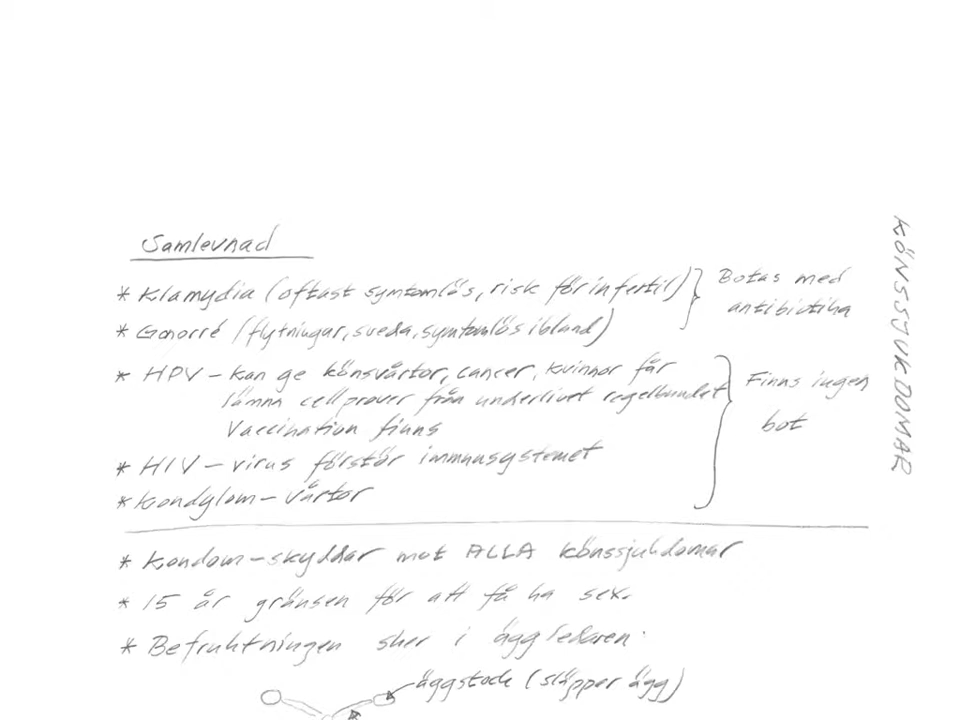 Samlevnad
* Klamydia (oftast symtomlös, risk för infertil)
Botas med
antibiotika
* Gonorré (flytningar, sveda, symtomlös ibland)
* HPV - Kan ge könsvårtor, cancer, kvinnor får
lämna cellprover från underlivet regelbundet
Vaccination finns
* HIV - virus förstör immunsystemet
* Kondylom - vårtor
Finns ingen
bot
KÖNSSJUKDOMAR
* Kondom - skyddar mot ALLA könssjukdomar
* 15 år gränsen för att få ha sex.
* Befruktningen sker i äggledaren.
äggstock (släpper ägg)